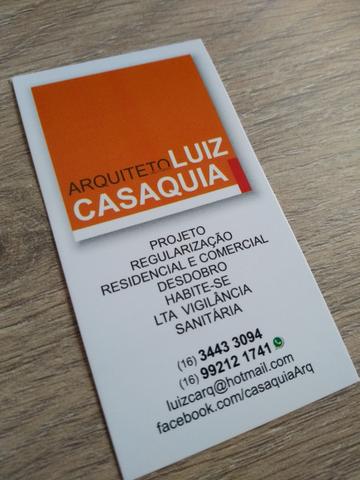 ARQUITETO LUIZ
CASAQUIA
PROJETO
REGULARIZAÇÃO
RESIDENCIAL E COMERCIAL
DESDOBRO
HABITE-SE
LTA VIGILÂNCIA
SANITÁRIA
(16) 3443 3094
(16) 99212 1741
luizcarq@hotmail.com
facebook.com/casaquiaArq